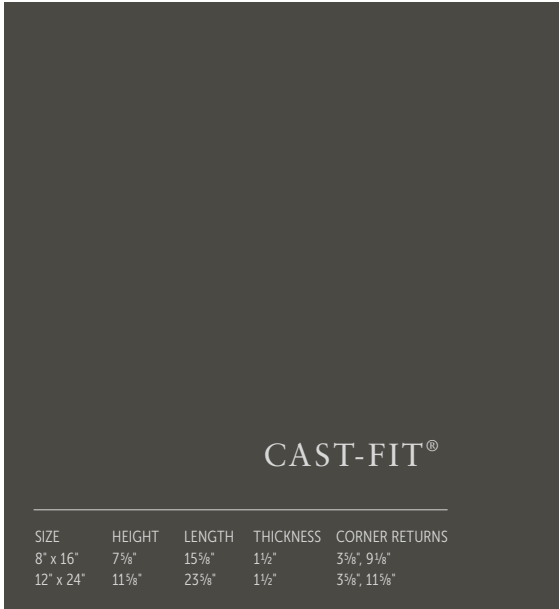 CAST-FIT®
SIZE HEIGHT LENGTH THICKNESS CORNER RETURNS
8" x 16" 7⅝" 15⅝" 1½" 3⅝", 9⅛"
12" x 24" 11⅝" 23⅝" 1½" 3⅝", 11⅝"